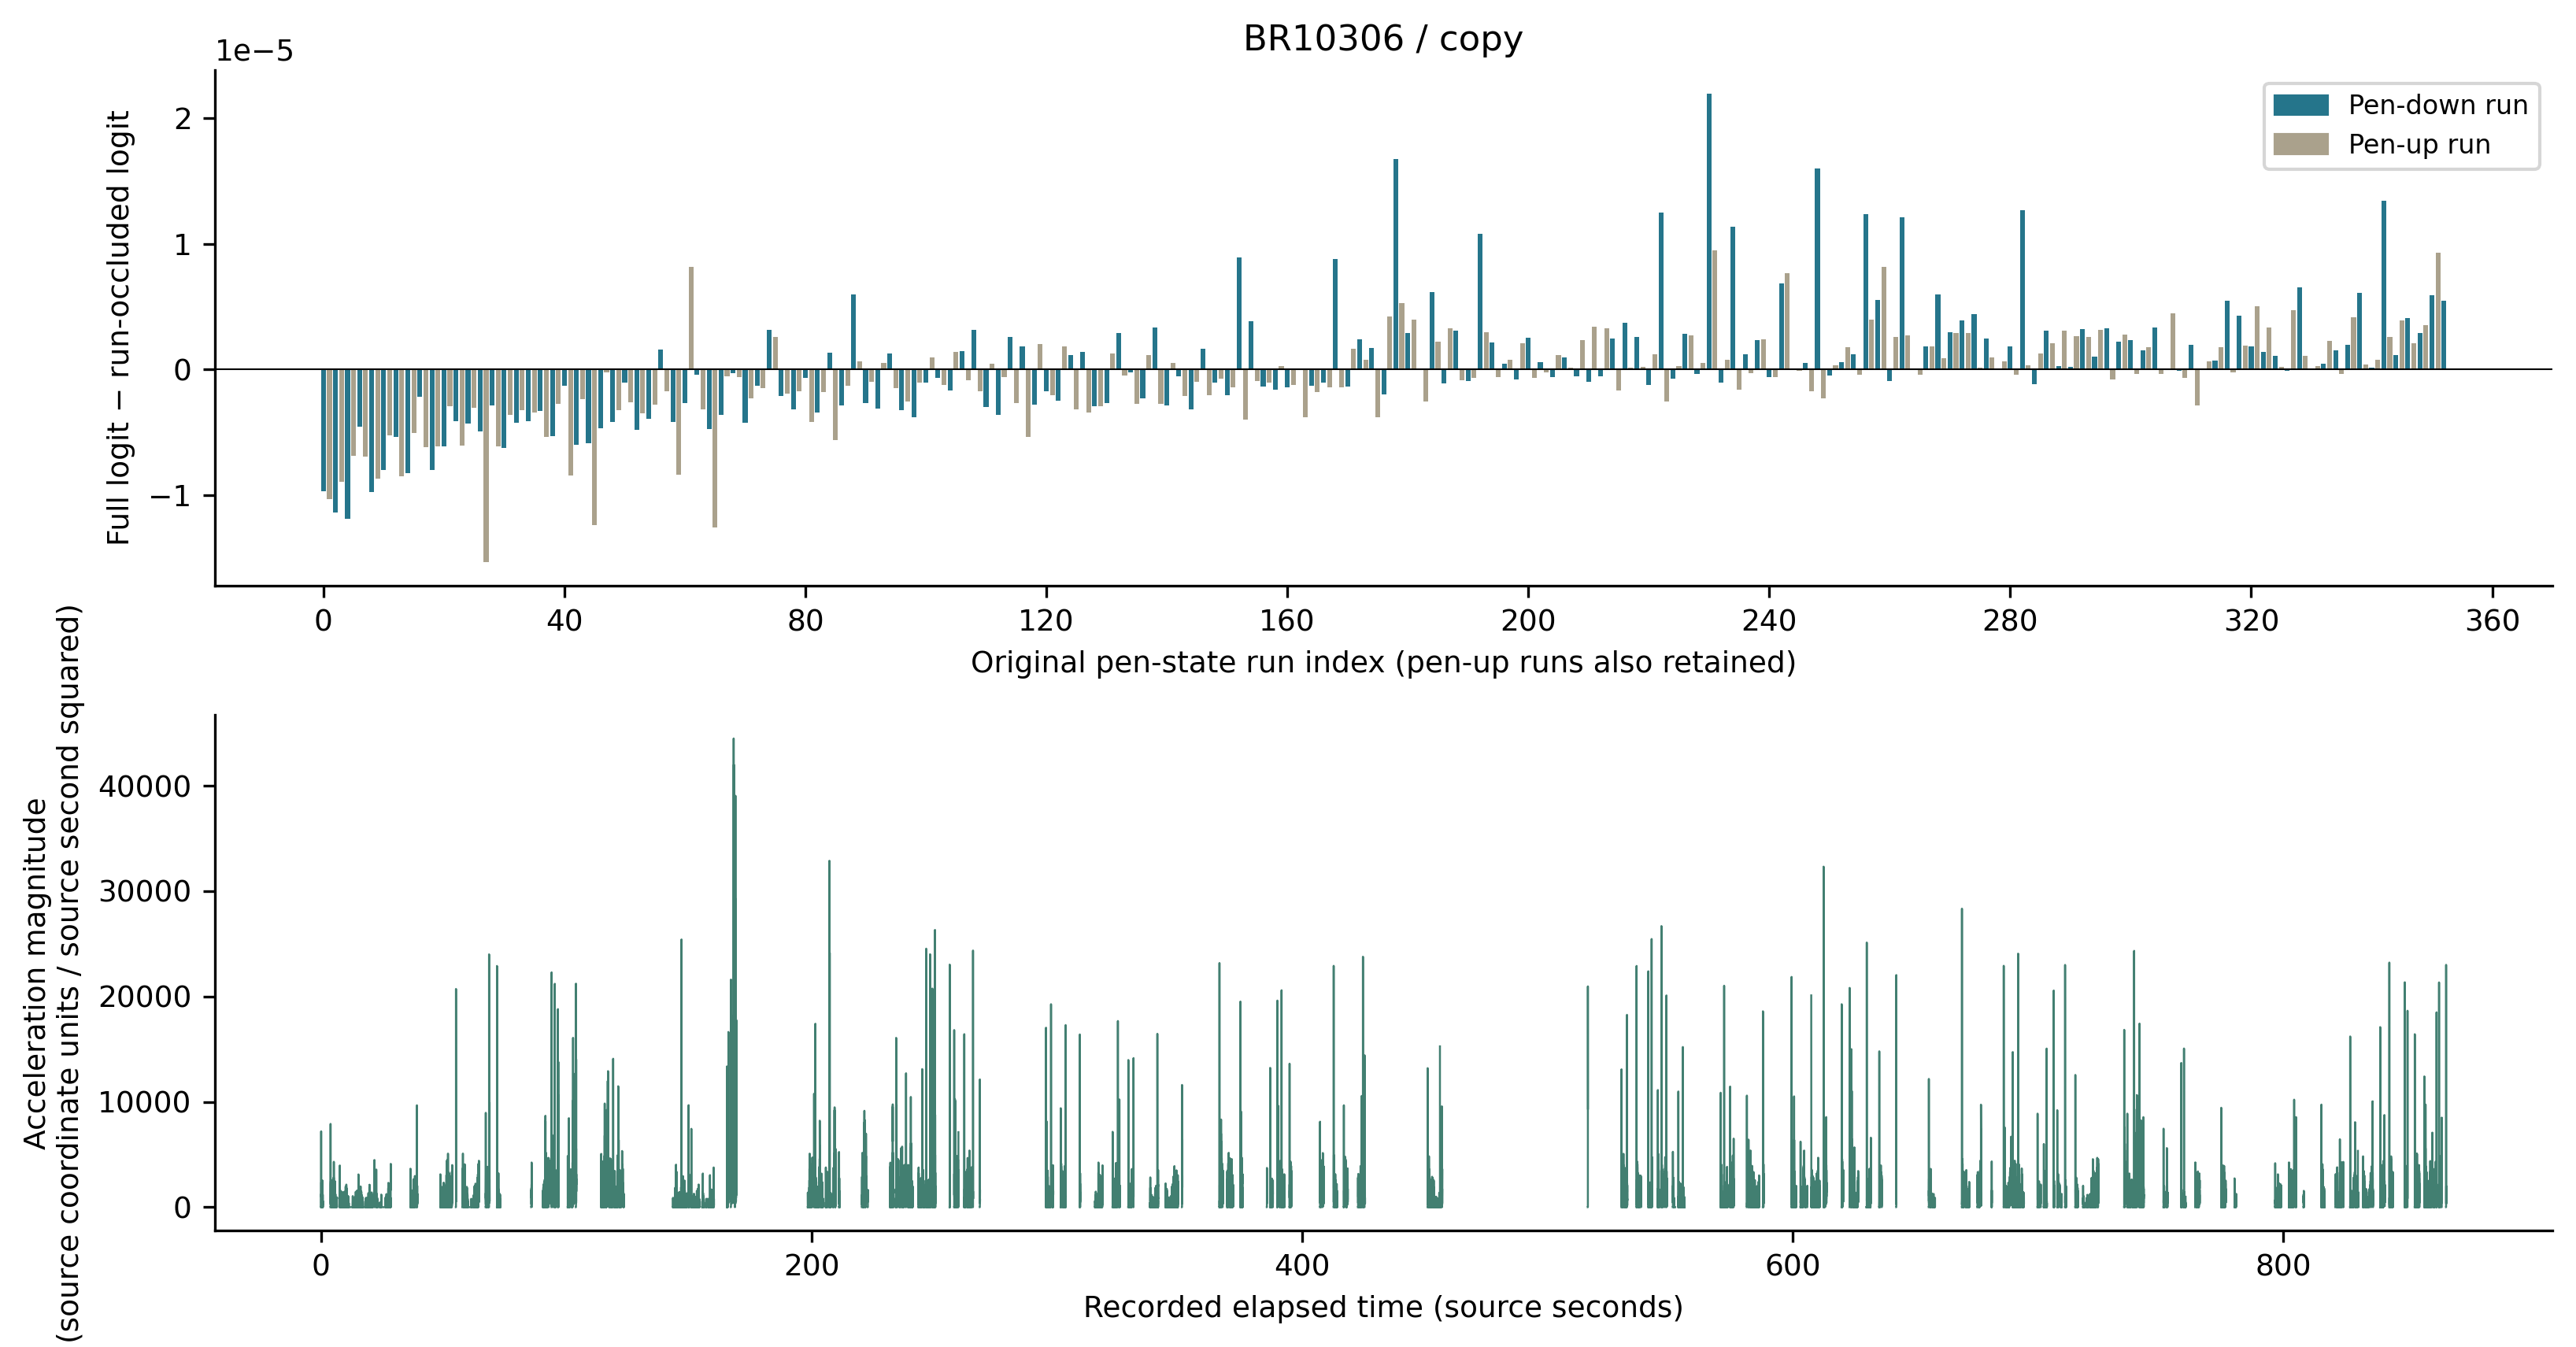 BR10306 / copy
1e−5
Full logit − run-occluded logit
2
1
0
−1
Pen-down run
Pen-up run
0 40 80 120 160 200 240 280 320 360
Original pen-state run index (pen-up runs also retained)
Acceleration magnitude
(source coordinate units / source second squared)
40000
30000
20000
10000
0
0 200 400 600 800
Recorded elapsed time (source seconds)